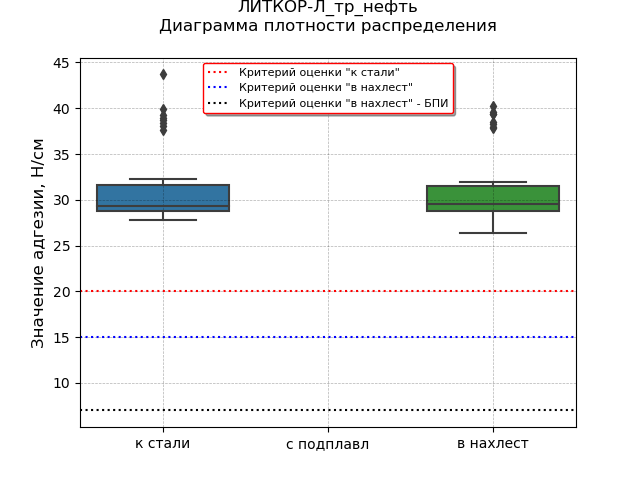 ЛИТКОР-Л_тр_нефть
Диаграмма плотности распределения
Критерий оценки "к стали"
Критерий оценки "в нахлест"
Критерий оценки "в нахлест" - БПИ
Значение адгезии, Н/см
45
40
35
30
25
20
15
10
к стали
с подплавл
в нахлест